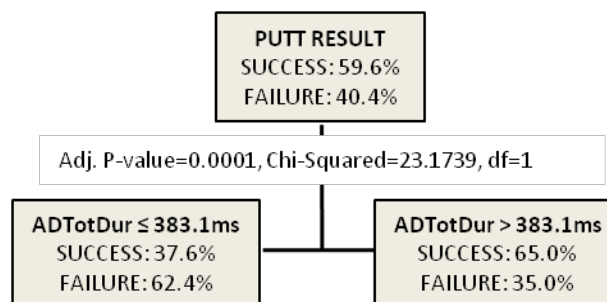 PUTT RESULT
SUCCESS: 59.6%
FAILURE: 40.4%
Adj. P-value=0.0001, Chi-Squared=23.1739, df=1
ADTotDur ≤ 383.1ms
SUCCESS: 37.6%
FAILURE: 62.4%
ADTotDur > 383.1ms
SUCCESS: 65.0%
FAILURE: 35.0%